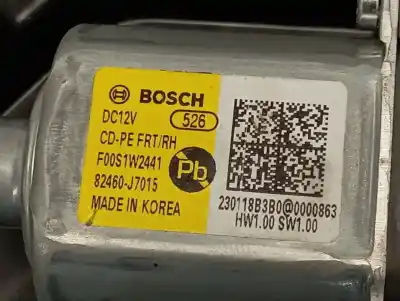 BOSCH
DC12V 526
CD-PE FRT/RH
F00S1W2441
Pb
82460-J7015
MADE IN KOREA
230118B3B0@0000863
HW1.00 SW1.00